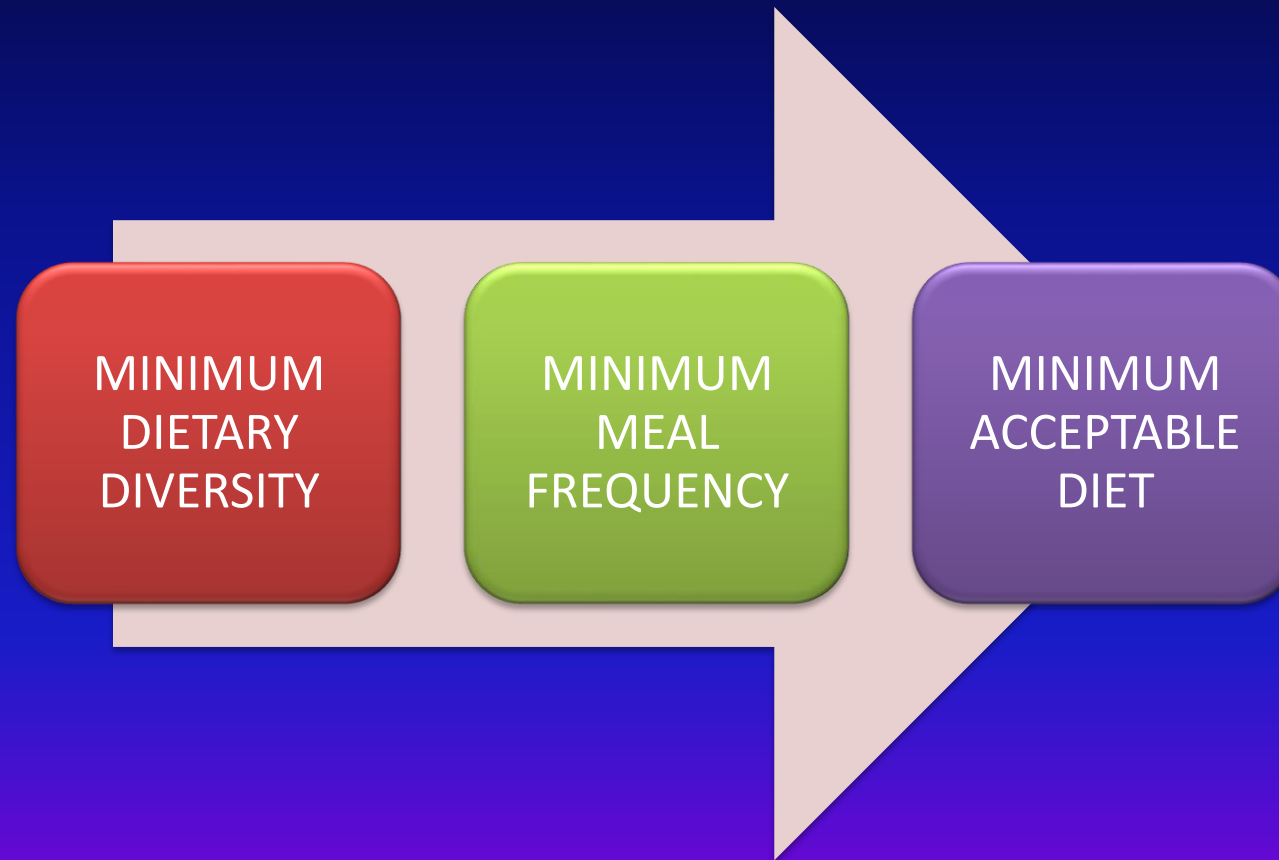 MINIMUM
DIETARY
DIVERSITY
MINIMUM
MEAL
FREQUENCY
MINIMUM
ACCEPTABLE
DIET